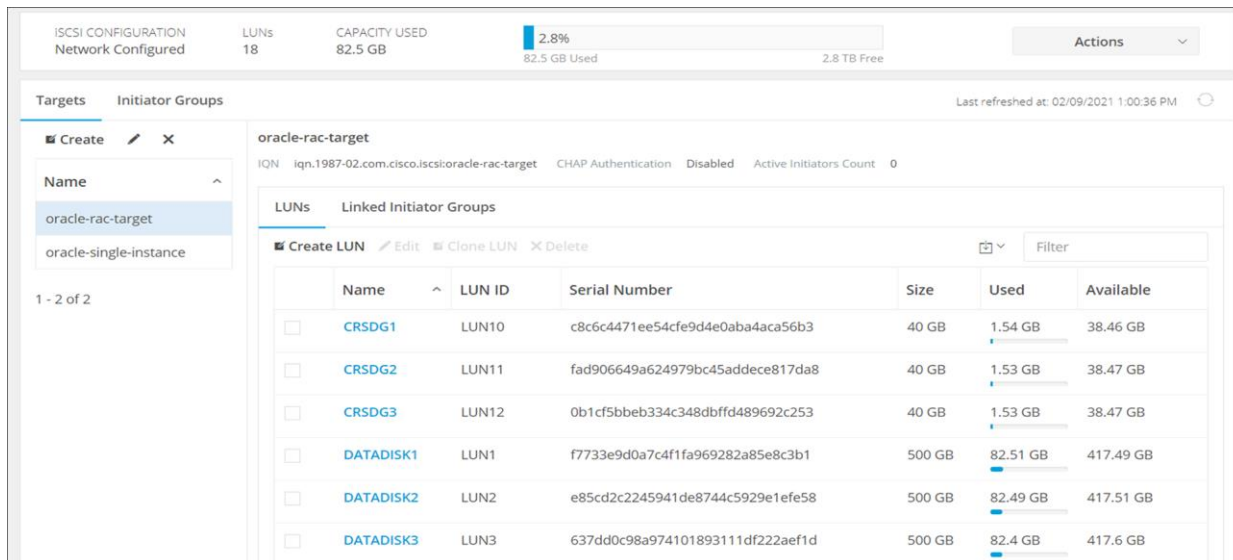 ISCSI CONFIGURATION LUNs CAPACITY USED
Network Configured 18 82.5 GB
2.8%
82.5 GB Used 2.8 TB Free
Actions
Targets Initiator Groups
Last refreshed at: 02/09/2021 1:00:36 PM
Create
Name
oracle-rac-target
oracle-single-instance
1 - 2 of 2
oracle-rac-target
IQN iqn.1987-02.com.cisco.iscsi:oracle-rac-target CHAP Authentication Disabled Active Initiators Count 0
LUNs Linked Initiator Groups
Create LUN Edit Clone LUN Delete Filter
Name LUN ID Serial Number Size Used Available
CRSDG1 LUN10 c8c6c4471ee54cfe9d4e0aba4aca56b3 40 GB 1.54 GB 38.46 GB
CRSDG2 LUN11 fad906649a624979bc45addece817da8 40 GB 1.53 GB 38.47 GB
CRSDG3 LUN12 0b1cf5bbeb334c348dbffd489692c253 40 GB 1.53 GB 38.47 GB
DATADISK1 LUN1 f7733e9d0a7c4f1fa969282a85e8c3b1 500 GB 82.51 GB 417.49 GB
DATADISK2 LUN2 e85cd2c2245941de8744c5929e1efe58 500 GB 82.49 GB 417.51 GB
DATADISK3 LUN3 637dd0c98a974101893111df222aef1d 500 GB 82.4 GB 417.6 GB